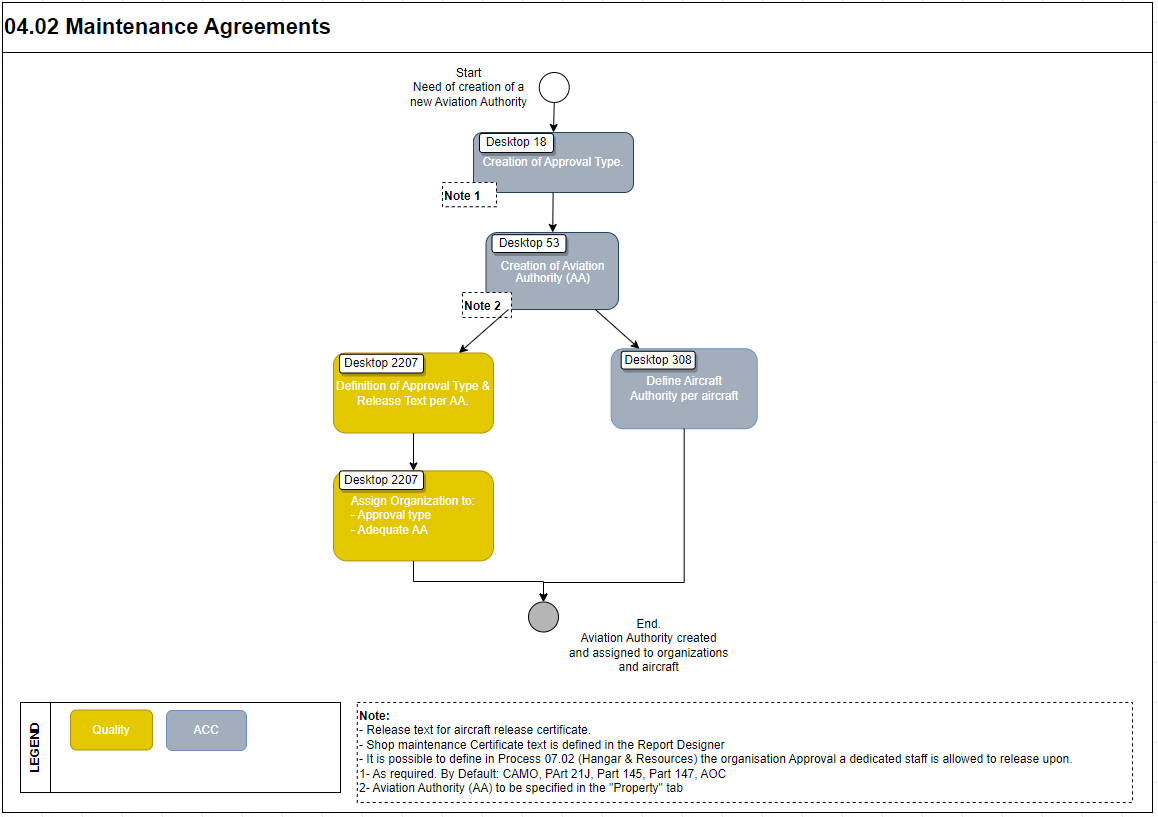 04.02 Maintenance Agreements
Start
Need of creation of a
new Aviation Authority
Desktop 18
Creation of Approval Type.
Note 1
Desktop 53
Creation of Aviation
Authority (AA)
Note 2
Desktop 2207
Definition of Approval Type &
Release Text per AA.
Desktop 308
Define Aircraft
Authority per aircraft
Desktop 2207
Assign Organization to:
- Approval type
- Adequate AA
End.
Aviation Authority created
and assigned to organizations
and aircraft
LEGEND
Quality
ACC
Note:
- Release text for aircraft release certificate.
- Shop maintenance Certificate text is defined in the Report Designer
- It is possible to define in Process 07.02 (Hangar & Resources) the organisation Approval a dedicated staff is allowed to release upon.
1- As required. By Default: CAMO, PArt 21J, Part 145, Part 147, AOC
2- Aviation Authority (AA) to be specified in the "Property" tab